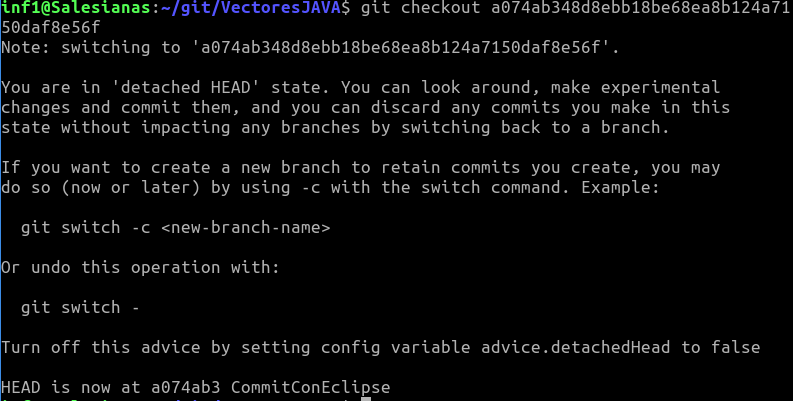 inf1@Salesianas:~/git/VectoresJAVA$ git checkout a074ab348d8ebb18be68ea8b124a71
50daf8e56f
Note: switching to 'a074ab348d8ebb18be68ea8b124a7150daf8e56f'.
You are in 'detached HEAD' state. You can look around, make experimental
changes and commit them, and you can discard any commits you make in this
state without impacting any branches by switching back to a branch.
If you want to create a new branch to retain commits you create, you may
do so (now or later) by using -c with the switch command. Example:
git switch -c <new-branch-name>
Or undo this operation with:
git switch -
Turn off this advice by setting config variable advice.detachedHead to false
HEAD is now at a074ab3 CommitConEclipse